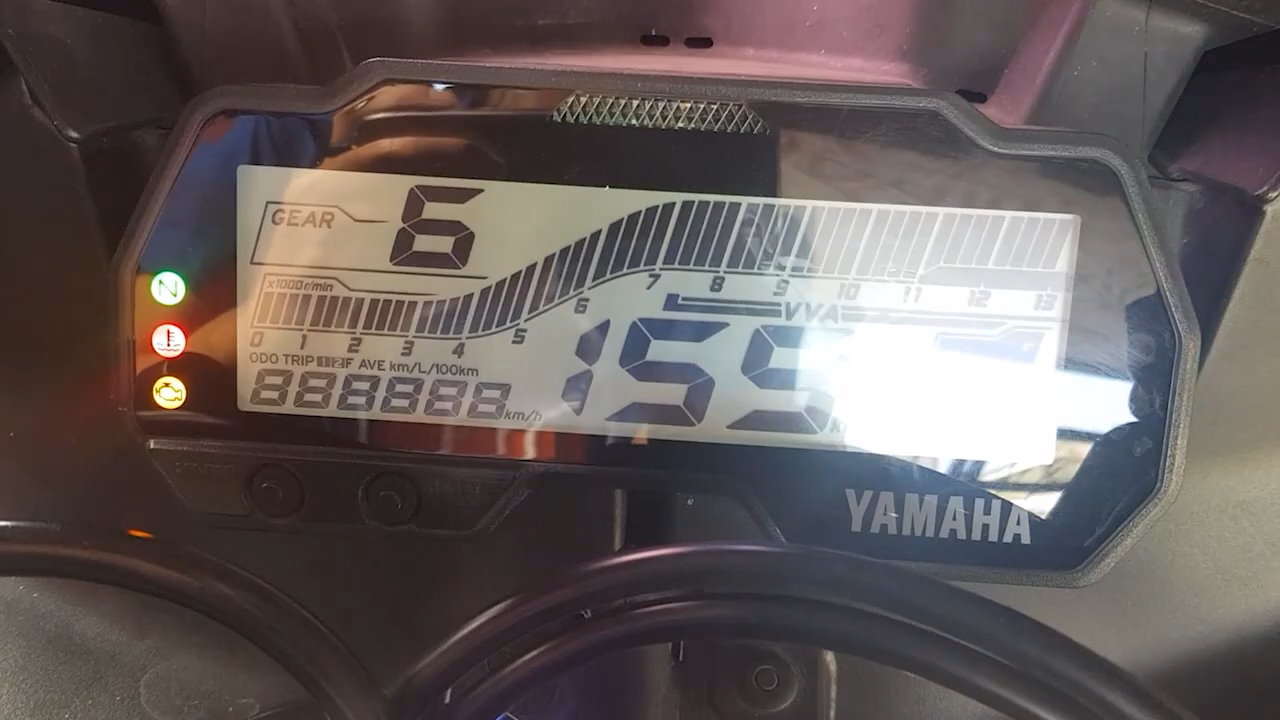 GEAR 6
x1000r/min
0 1 2 3 4 5 6 7 8 9 10 11 12 13
VVA
ODO TRIP 12F AVE km/L/100km
888888 km/h
155
N
YAMAHA